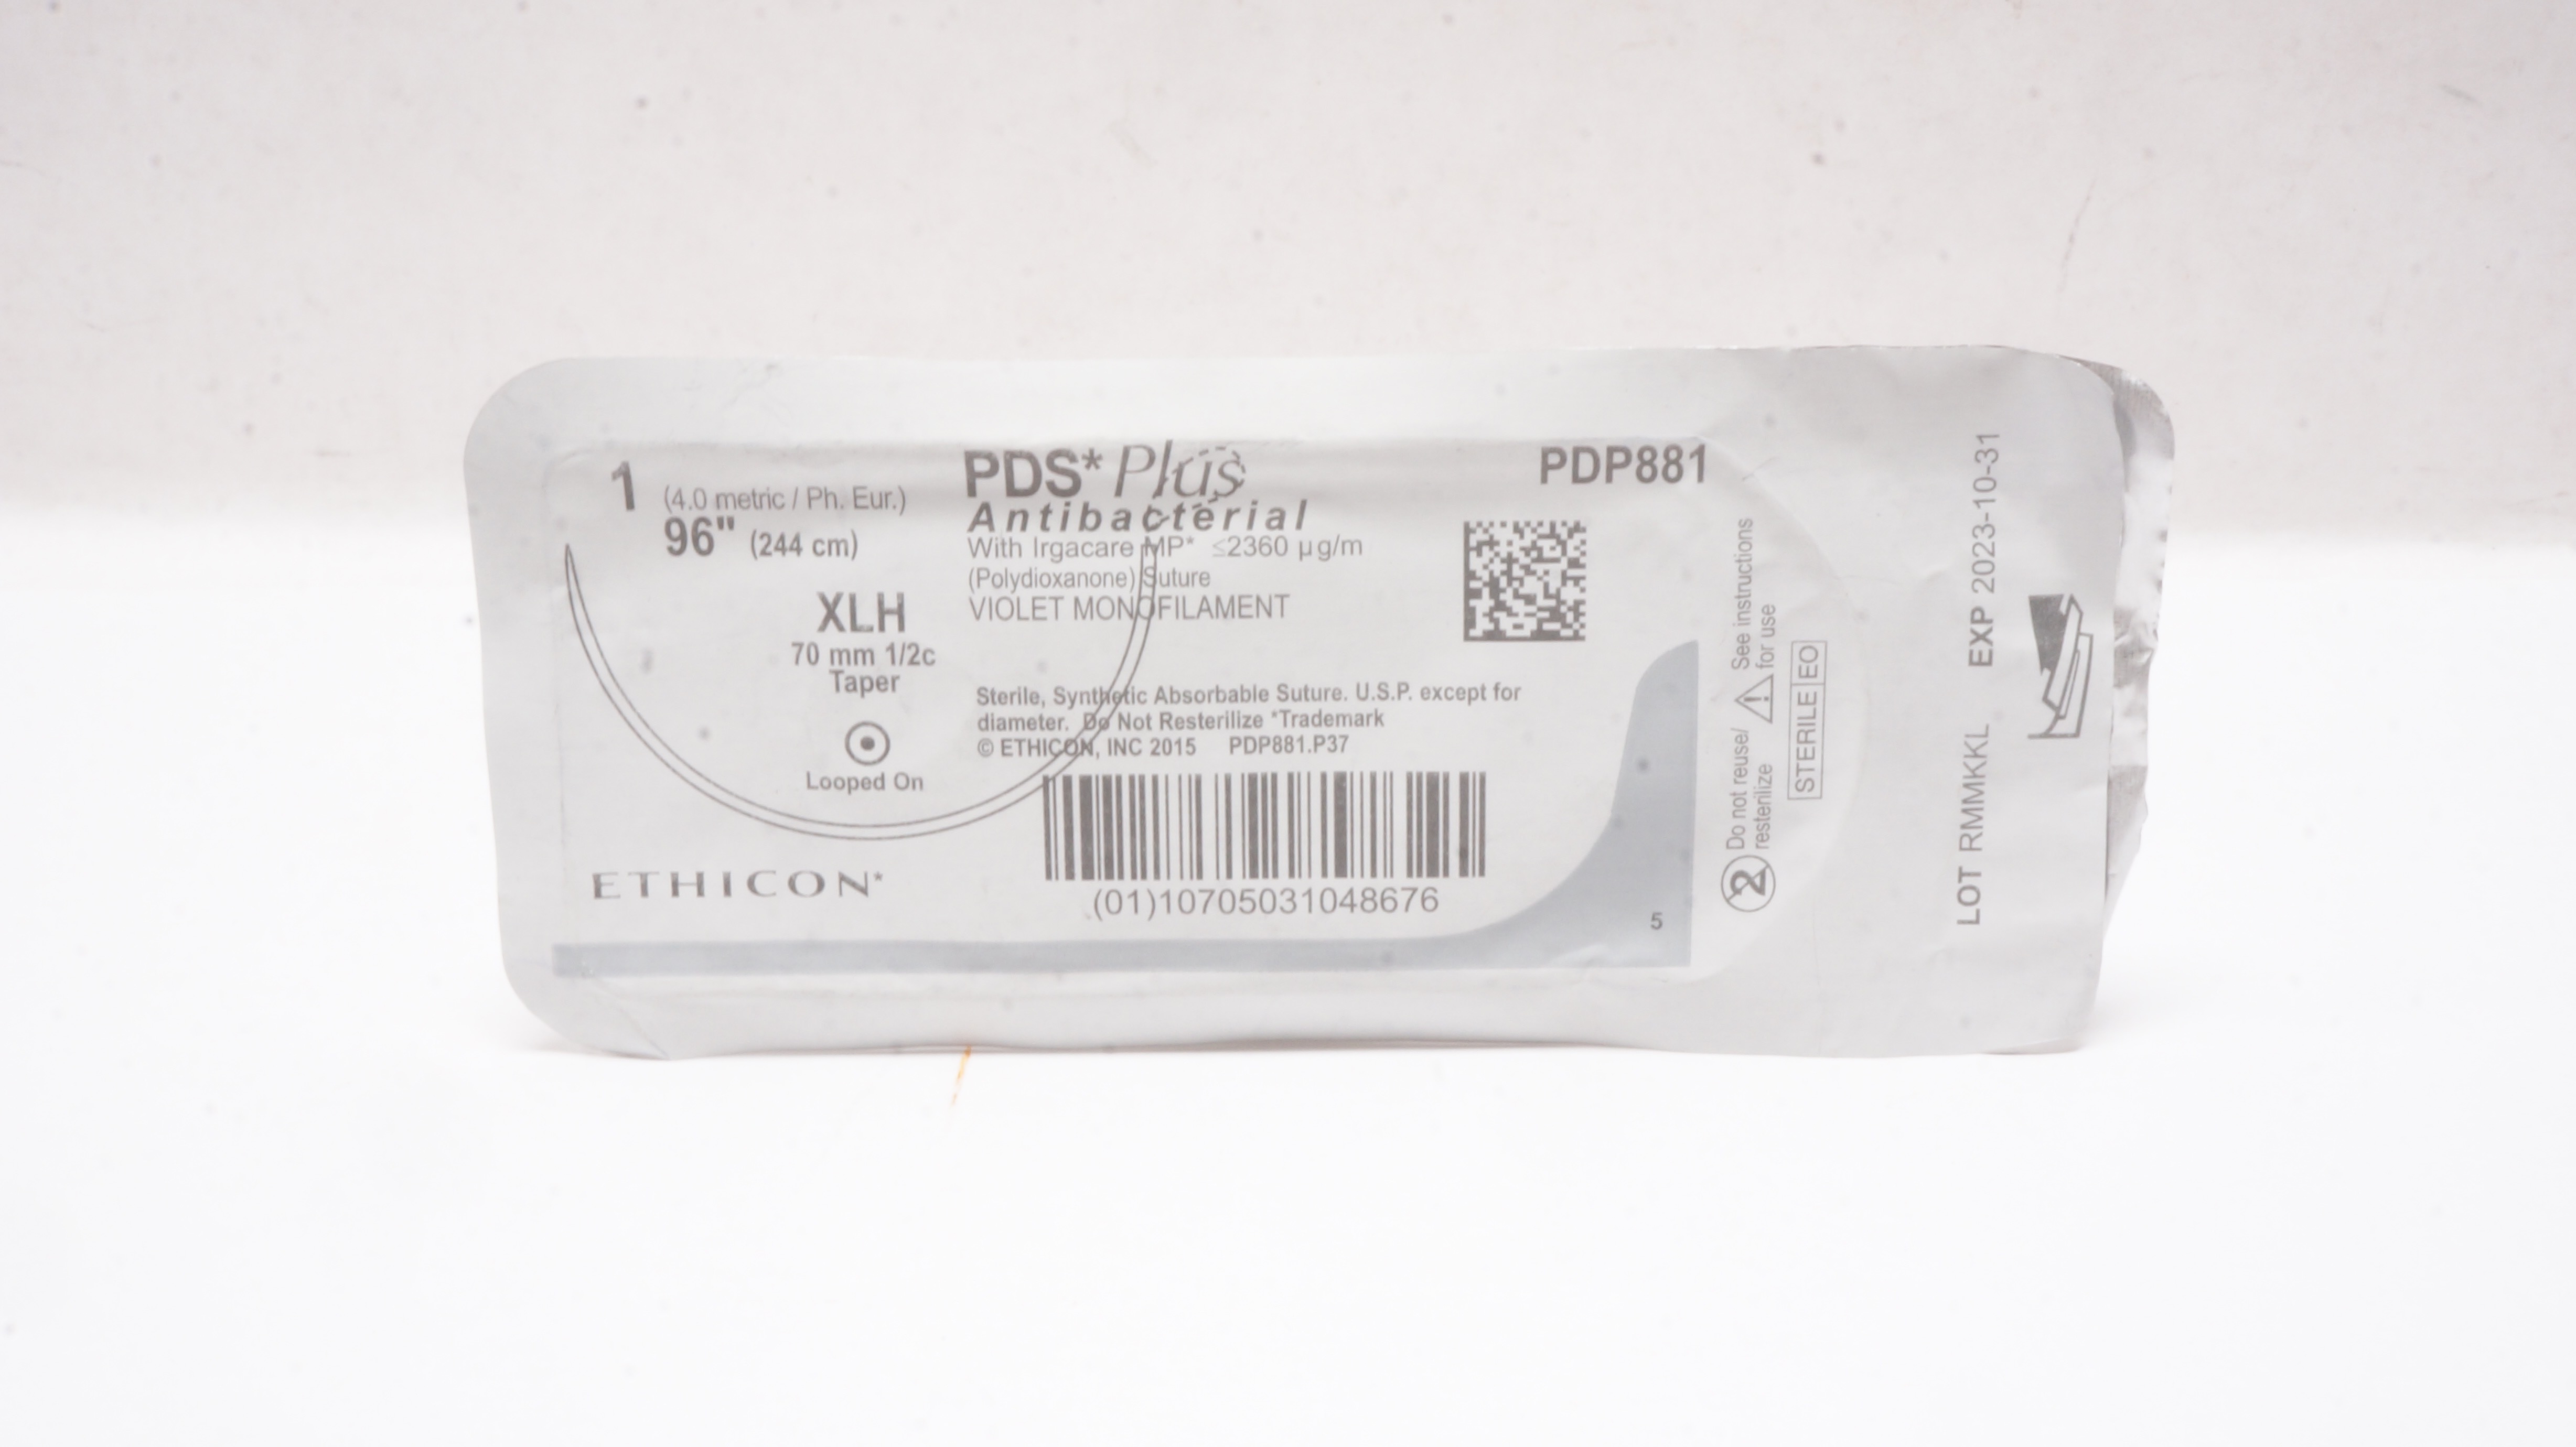 1 (4.0 metric / Ph. Eur.)
96" (244 cm)
XLH
70 mm 1/2c
Taper
Looped On
ETHICON*
PDS* Plus
Antibacterial
With Irgacare MP* ≤2360 µg/m
(Polydioxanone) Suture
VIOLET MONOFILAMENT
Sterile, Synthetic Absorbable Suture. U.S.P. except for
diameter. Do Not Resterilize *Trademark
© ETHICON, INC 2015 PDP881.P37
(01)10705031048676
PDP881
5
2 Do not reuse/
resterilize
See instructions
for use
STERILE EO
LOT RMMKKL EXP 2023-10-31